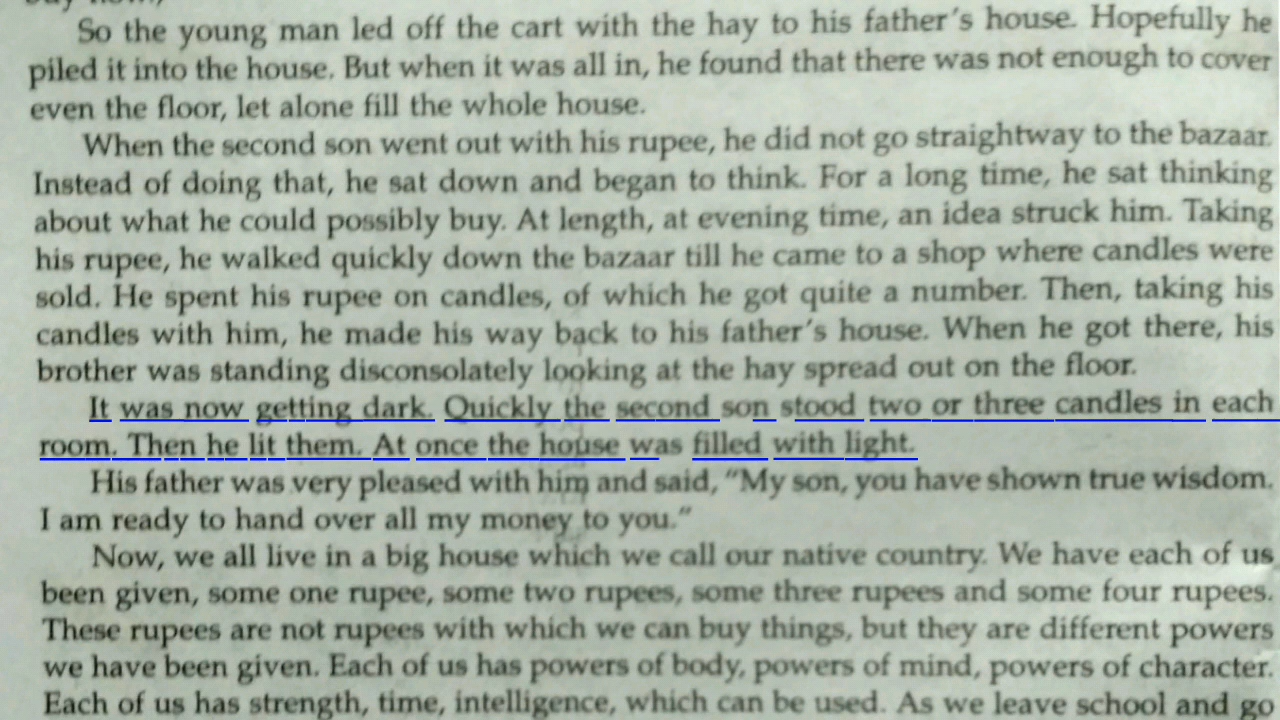 So the young man led off the cart with the hay to his father's house. Hopefully he
piled it into the house. But when it was all in, he found that there was not enough to cover
even the floor, let alone fill the whole house.
When the second son went out with his rupee, he did not go straightway to the bazaar.
Instead of doing that, he sat down and began to think. For a long time, he sat thinking
about what he could possibly buy. At length, at evening time, an idea struck him. Taking
his rupee, he walked quickly down the bazaar till he came to a shop where candles were
sold. He spent his rupee on candles, of which he got quite a number. Then, taking his
candles with him, he made his way back to his father's house. When he got there, his
brother was standing disconsolately looking at the hay spread out on the floor.
It was now getting dark. Quickly the second son stood two or three candles in each
room. Then he lit them. At once the house was filled with light.
His father was very pleased with him and said, "My son, you have shown true wisdom.
I am ready to hand over all my money to you."
Now, we all live in a big house which we call our native country. We have each of us
been given, some one rupee, some two rupees, some three rupees and some four rupees.
These rupees are not rupees with which we can buy things, but they are different powers
we have been given. Each of us has powers of body, powers of mind, powers of character.
Each of us has strength, time, intelligence, which can be used. As we leave school and go